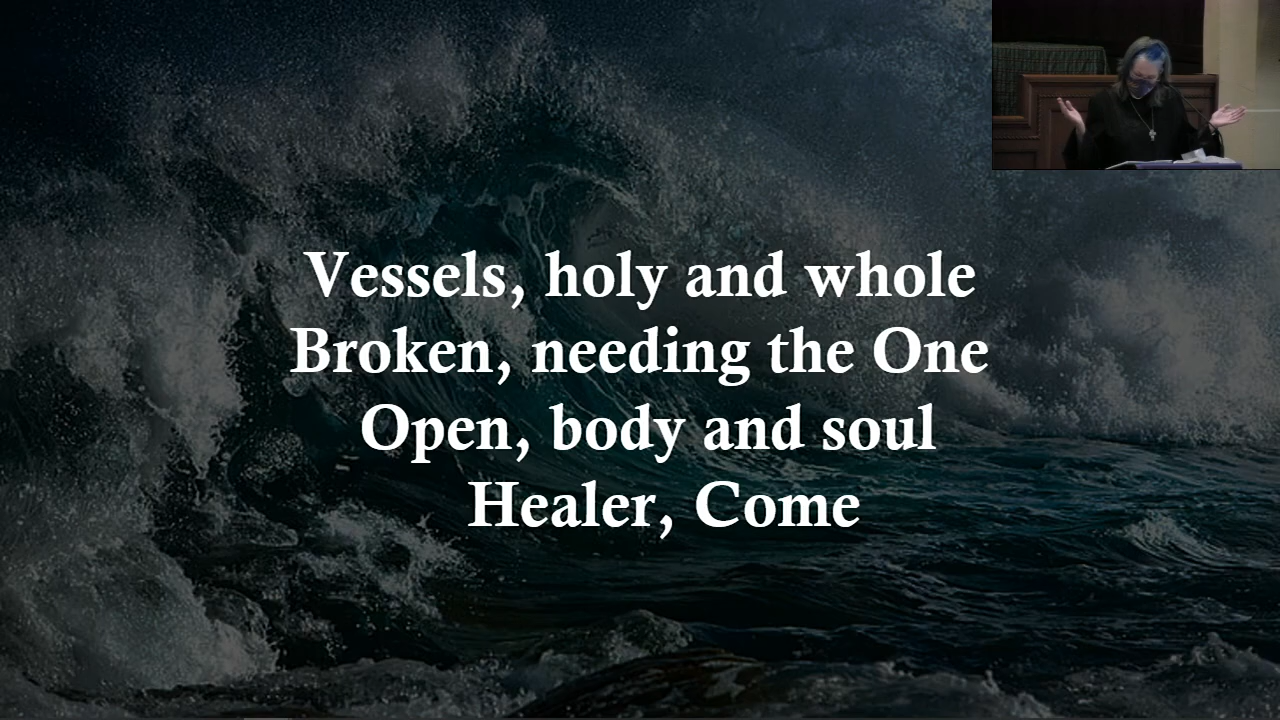 Vessels, holy and whole
Broken, needing the One
Open, body and soul
Healer, Come